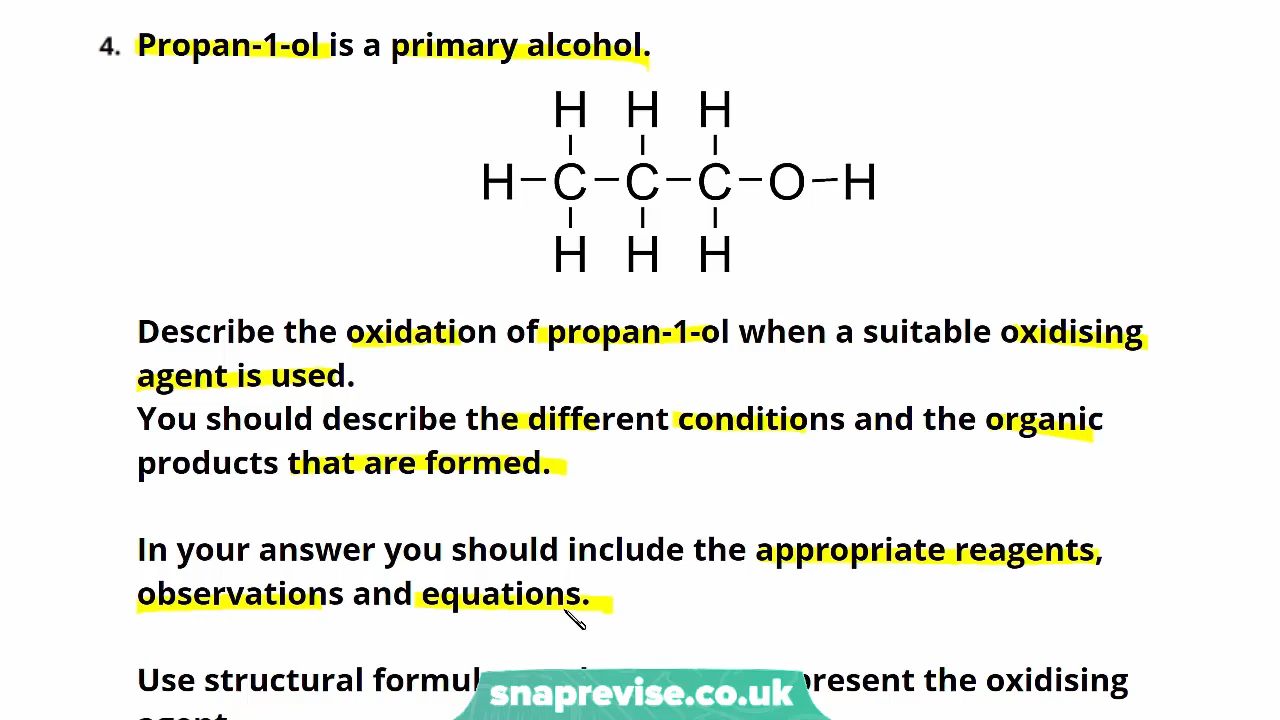 4. Propan-1-ol is a primary alcohol.
H H H
H C C C O H
H H H
Describe the oxidation of propan-1-ol when a suitable oxidising
agent is used.
You should describe the different conditions and the organic
products that are formed.
In your answer you should include the appropriate reagents,
observations and equations.
Use structural present the oxidising
snaprevise.co.uk